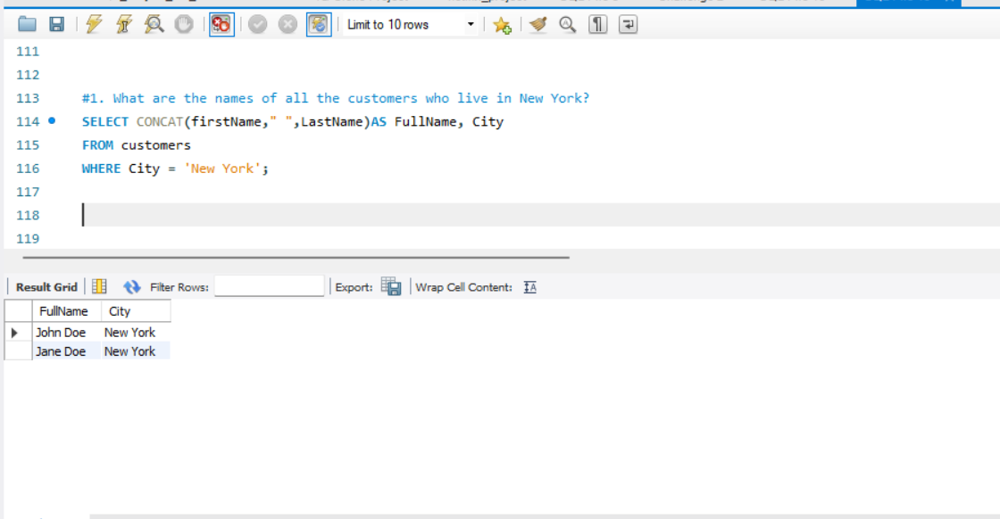 Limit to 10 rows
111
112
113 #1. What are the names of all the customers who live in New York?
114 SELECT CONCAT(firstName," ",LastName)AS FullName, City
115 FROM customers
116 WHERE City = 'New York';
117
118
119
Result Grid Filter Rows: Export: Wrap Cell Content: IA
FullName City
John Doe New York
Jane Doe New York